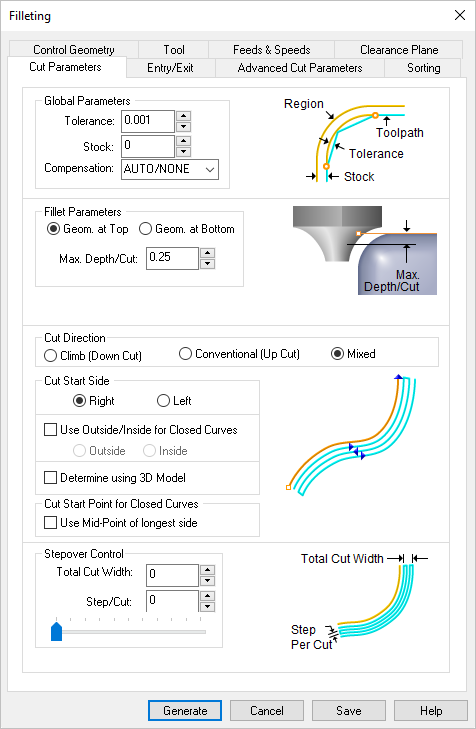 Filleting
Control Geometry Tool Feeds & Speeds Clearance Plane
Cut Parameters Entry/Exit Advanced Cut Parameters Sorting
Global Parameters
Tolerance: 0.001
Stock: 0
Compensation: AUTO/NONE
Region
Toolpath
Tolerance
Stock
Fillet Parameters
Geom. at Top Geom. at Bottom
Max. Depth/Cut: 0.25
Max.
Depth/Cut
Cut Direction
Climb (Down Cut) Conventional (Up Cut) Mixed
Cut Start Side
Right Left
Use Outside/Inside for Closed Curves
Outside Inside
Determine using 3D Model
Cut Start Point for Closed Curves
Use Mid-Point of longest side
Stepover Control
Total Cut Width: 0
Step/Cut: 0
Total Cut Width
Step
Per Cut
Generate Cancel Save Help